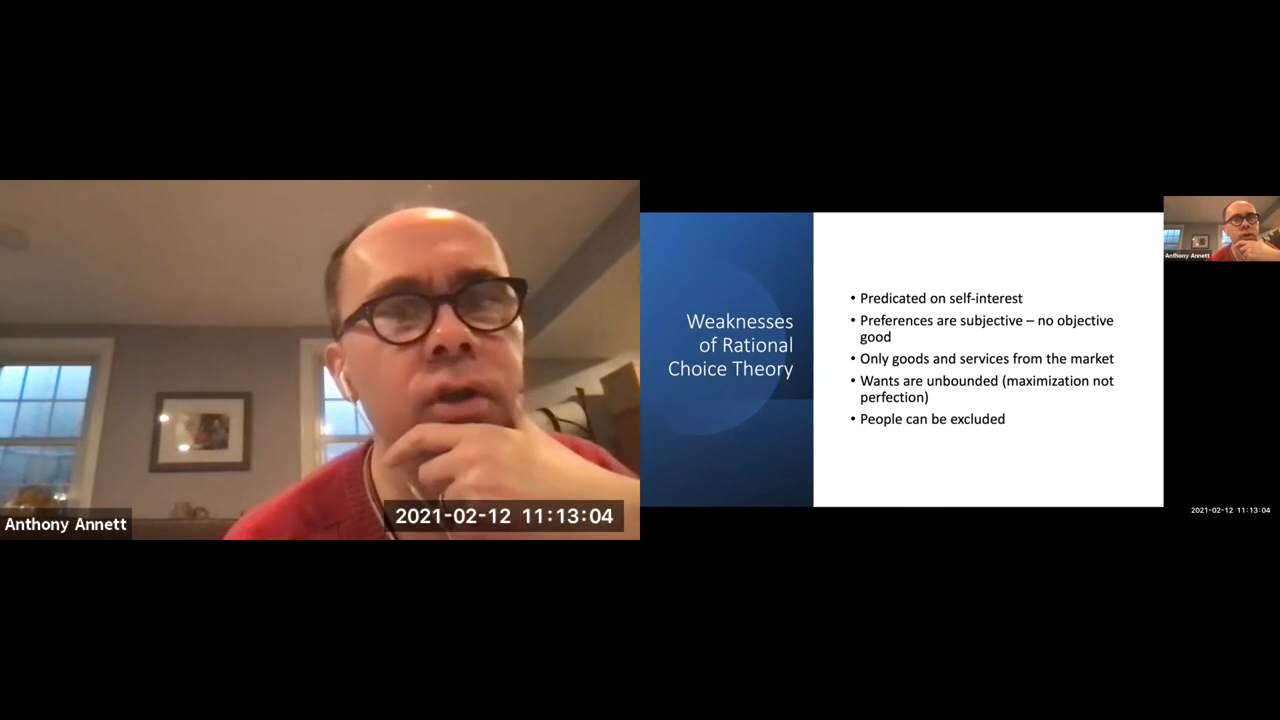 Anthony Annett
2021-02-12 11:13:04
Weaknesses
of Rational
Choice Theory
• Predicated on self-interest
• Preferences are subjective – no objective
good
• Only goods and services from the market
• Wants are unbounded (maximization not
perfection)
• People can be excluded
Anthony Annett
2021-02-12 11:13:04